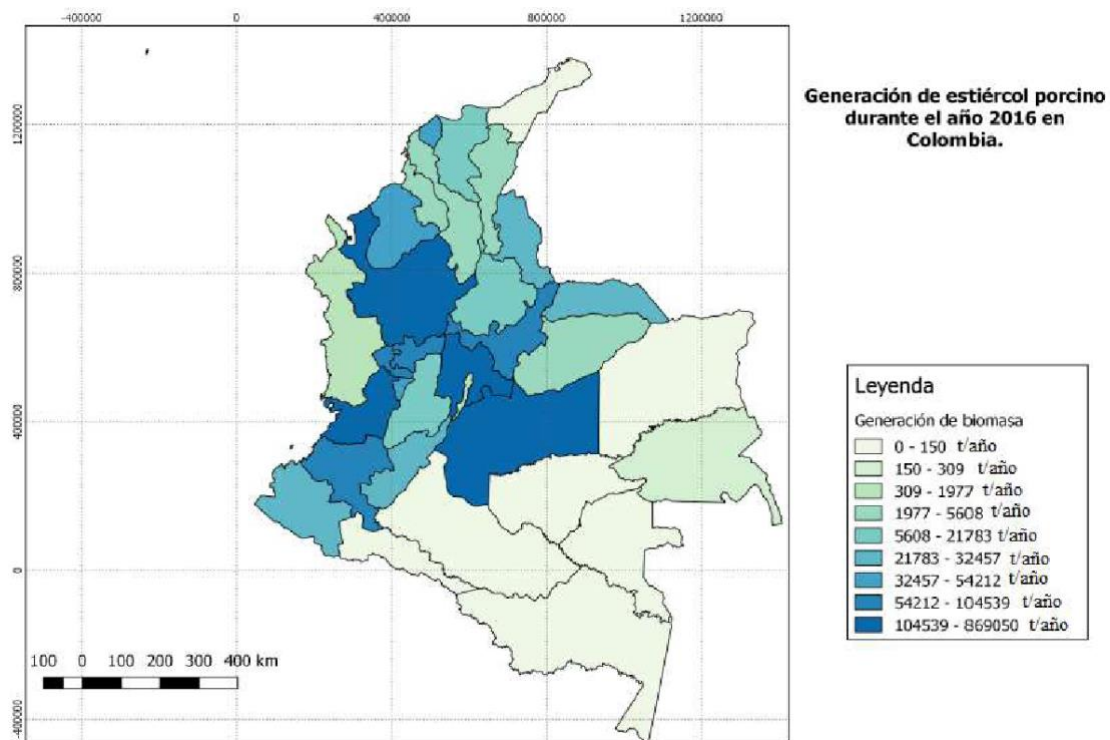 -400000 0 400000 800000 1200000
Generación de estiércol porcino
durante el año 2016 en
Colombia.
1200000
800000
400000
0
-400000
Leyenda
Generación de biomasa
0 - 150 t/año
150 - 309 t/año
309 - 1977 t/año
1977 - 5608 t/año
5608 - 21783 t/año
21783 - 32457 t/año
32457 - 54212 t/año
54212 - 104539 t/año
104539 - 869050 t/año
100 0 100 200 300 400 km